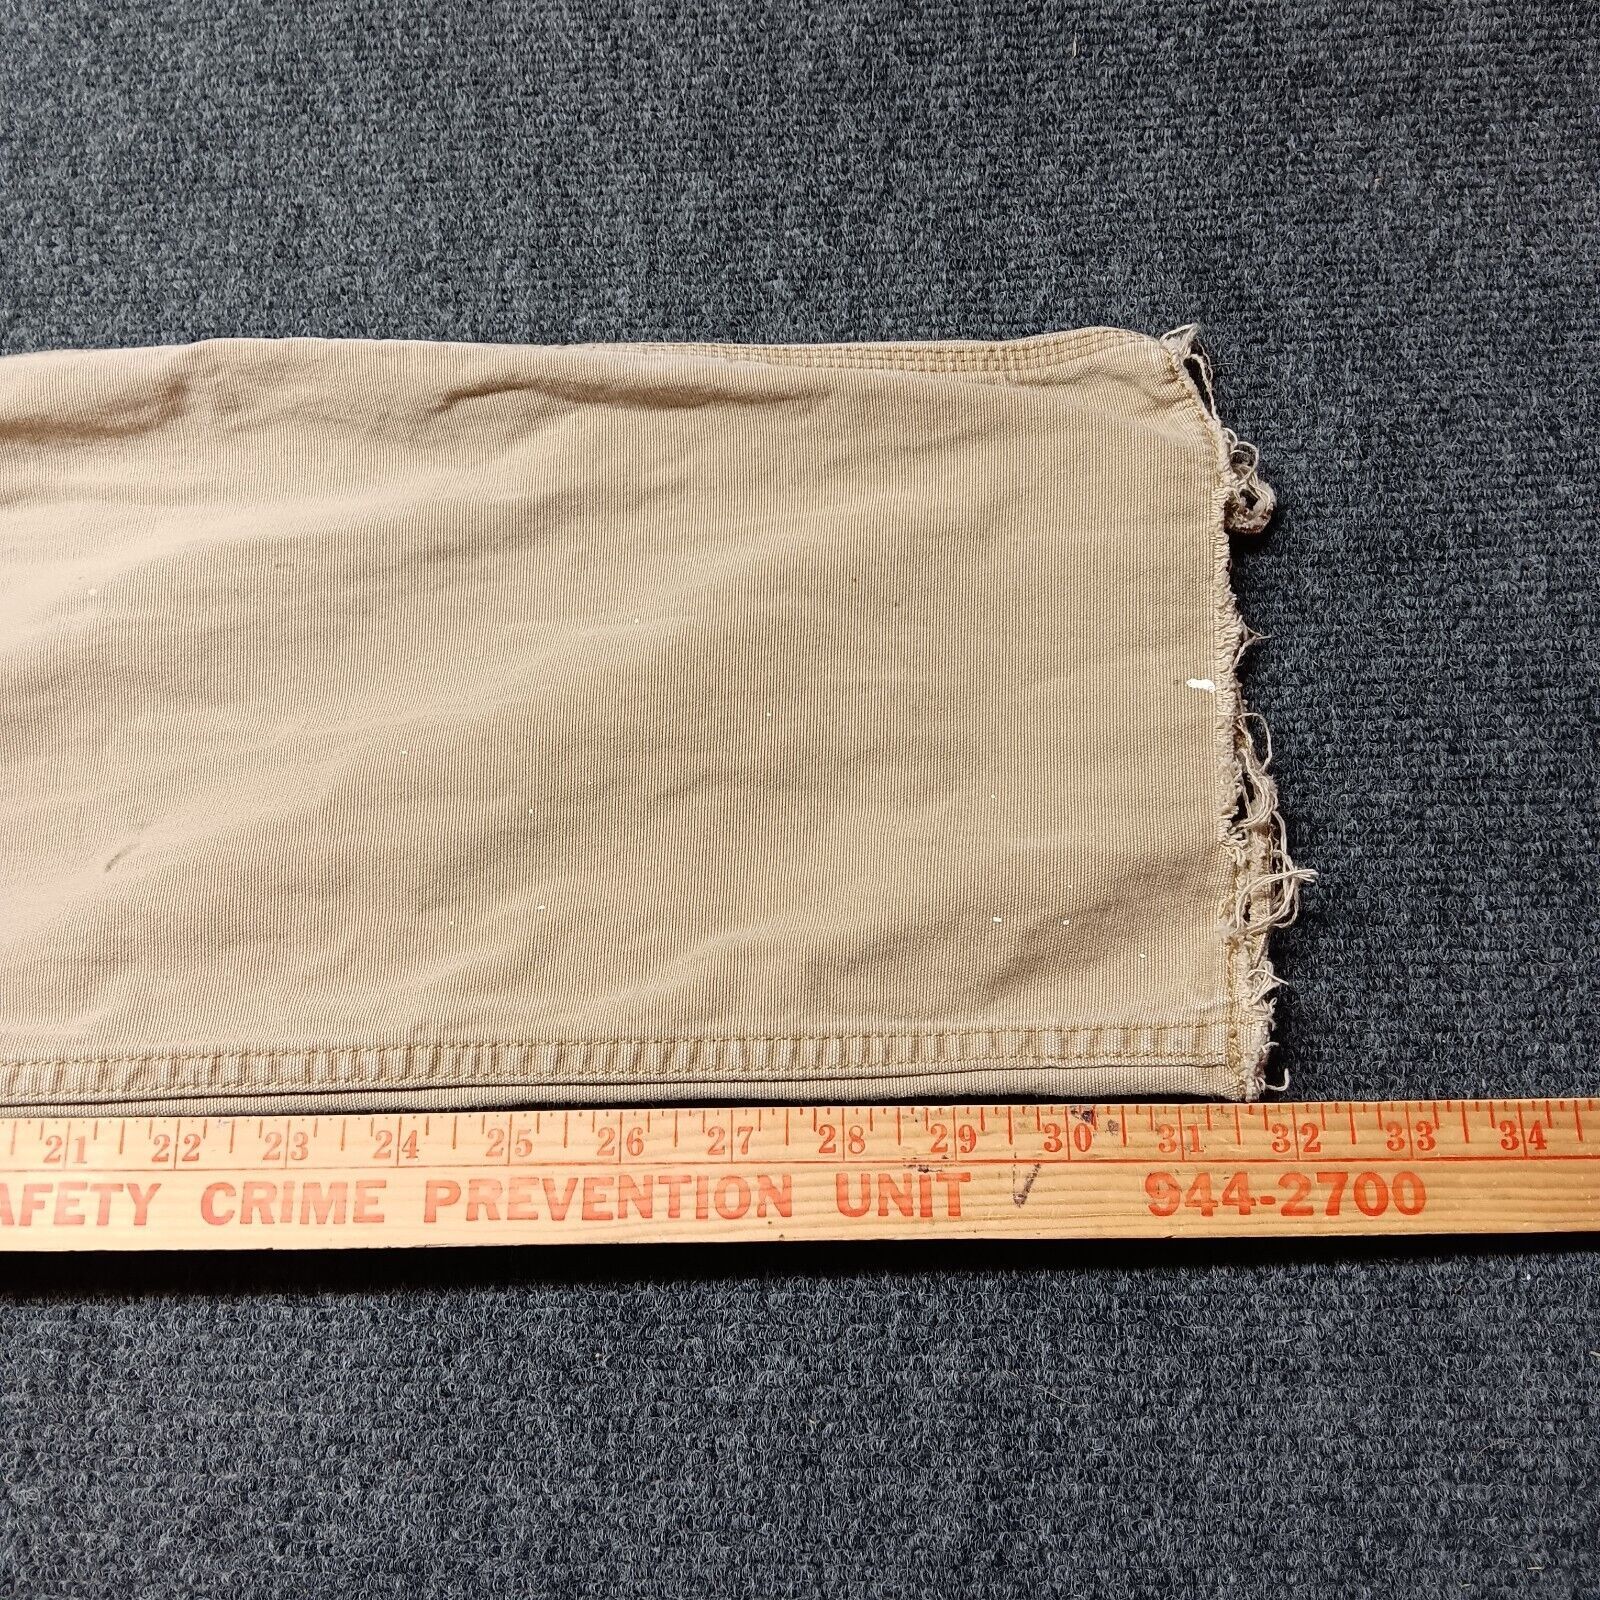 21 22 23 24 25 26 27 28 29 30 31 32 33 34
AFETY CRIME PREVENTION UNIT 944-2700